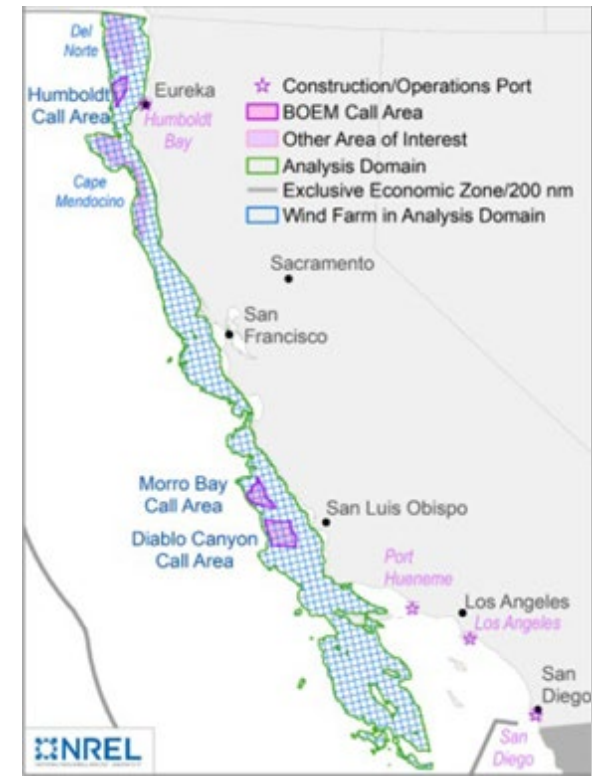 Del
Norte
Humboldt
Call Area
Eureka
Humboldt
Bay
Construction/Operations Port
BOEM Call Area
Other Area of Interest
Analysis Domain
Exclusive Economic Zone/200 nm
Wind Farm in Analysis Domain
Cape
Mendocino
Sacramento
San
Francisco
Morro Bay
Call Area
San Luis Obispo
Diablo Canyon
Call Area
Port
Hueneme
Los Angeles
Los Angeles
San
Diego
San
Diego
NREL